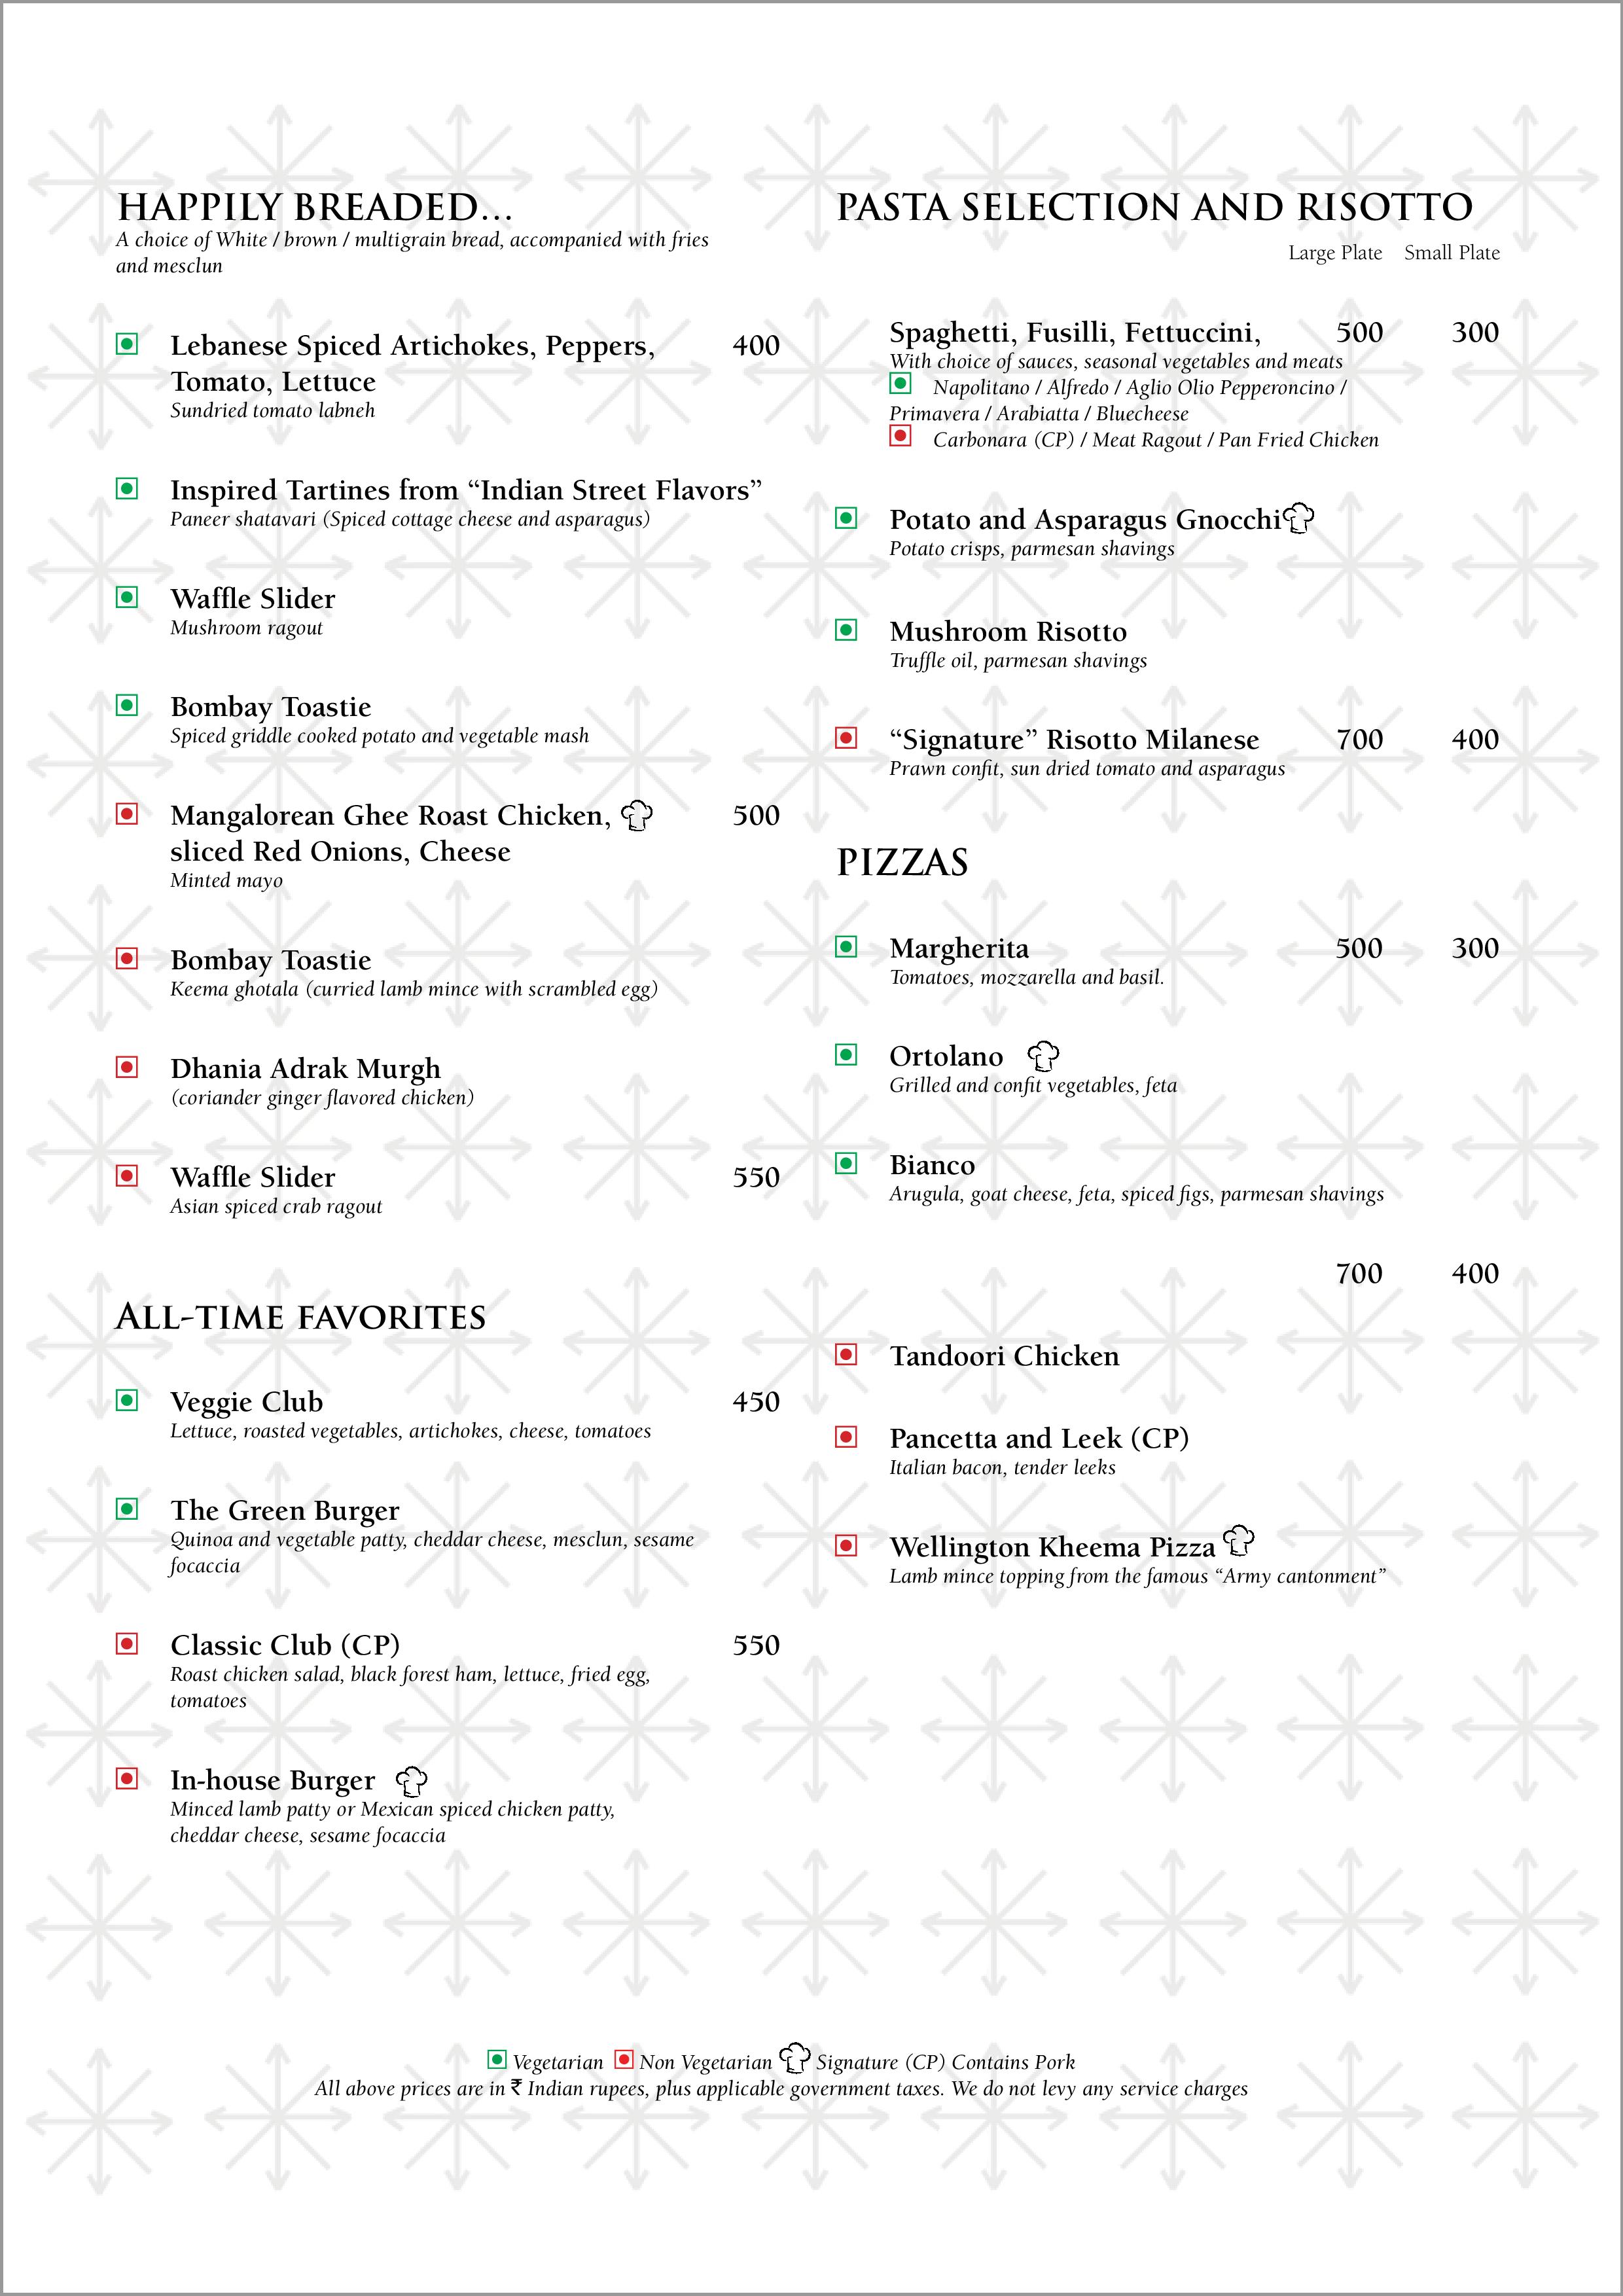 HAPPILY BREADED...
A choice of White / brown / multigrain bread, accompanied with fries
and mesclun
Lebanese Spiced Artichokes, Peppers, 400
Tomato, Lettuce
Sundried tomato labneh
Inspired Tartines from “Indian Street Flavors”
Paneer shatavari (Spiced cottage cheese and asparagus)
Waffle Slider
Mushroom ragout
Bombay Toastie
Spiced griddle cooked potato and vegetable mash
Mangalorean Ghee Roast Chicken, 500
sliced Red Onions, Cheese
Minted mayo
Bombay Toastie
Keema ghotala (curried lamb mince with scrambled egg)
Dhania Adrak Murgh
(coriander ginger flavored chicken)
Waffle Slider 550
Asian spiced crab ragout
ALL-TIME FAVORITES
Veggie Club 450
Lettuce, roasted vegetables, artichokes, cheese, tomatoes
The Green Burger
Quinoa and vegetable patty, cheddar cheese, mesclun, sesame
focaccia
Classic Club (CP) 550
Roast chicken salad, black forest ham, lettuce, fried egg,
tomatoes
In-house Burger
Minced lamb patty or Mexican spiced chicken patty,
cheddar cheese, sesame focaccia
PASTA SELECTION AND RISOTTO
Large Plate Small Plate
Spaghetti, Fusilli, Fettuccini, 500 300
With choice of sauces, seasonal vegetables and meats
Napolitano / Alfredo / Aglio Olio Pepperoncino /
Primavera / Arabiatta / Bluecheese
Carbonara (CP) / Meat Ragout / Pan Fried Chicken
Potato and Asparagus Gnocchi
Potato crisps, parmesan shavings
Mushroom Risotto
Truffle oil, parmesan shavings
“Signature” Risotto Milanese 700 400
Prawn confit, sun dried tomato and asparagus
PIZZAS
Margherita 500 300
Tomatoes, mozzarella and basil.
Ortolano
Grilled and confit vegetables, feta
Bianco
Arugula, goat cheese, feta, spiced figs, parmesan shavings
700 400
Tandoori Chicken
Pancetta and Leek (CP)
Italian bacon, tender leeks
Wellington Kheema Pizza
Lamb mince topping from the famous “Army cantonment”
Vegetarian Non Vegetarian Signature (CP) Contains Pork
All above prices are in ₹ Indian rupees, plus applicable government taxes. We do not levy any service charges